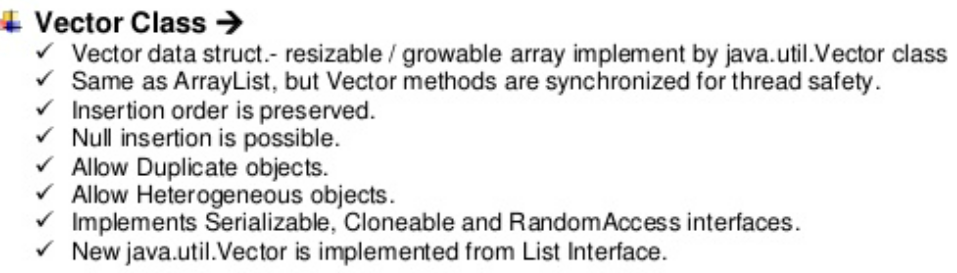 Vector Class →
✓ Vector data struct.- resizable / growable array implement by java.util.Vector class
✓ Same as ArrayList, but Vector methods are synchronized for thread safety.
✓ Insertion order is preserved.
✓ Null insertion is possible.
✓ Allow Duplicate objects.
✓ Allow Heterogeneous objects.
✓ Implements Serializable, Cloneable and RandomAccess interfaces.
✓ New java.util.Vector is implemented from List Interface.